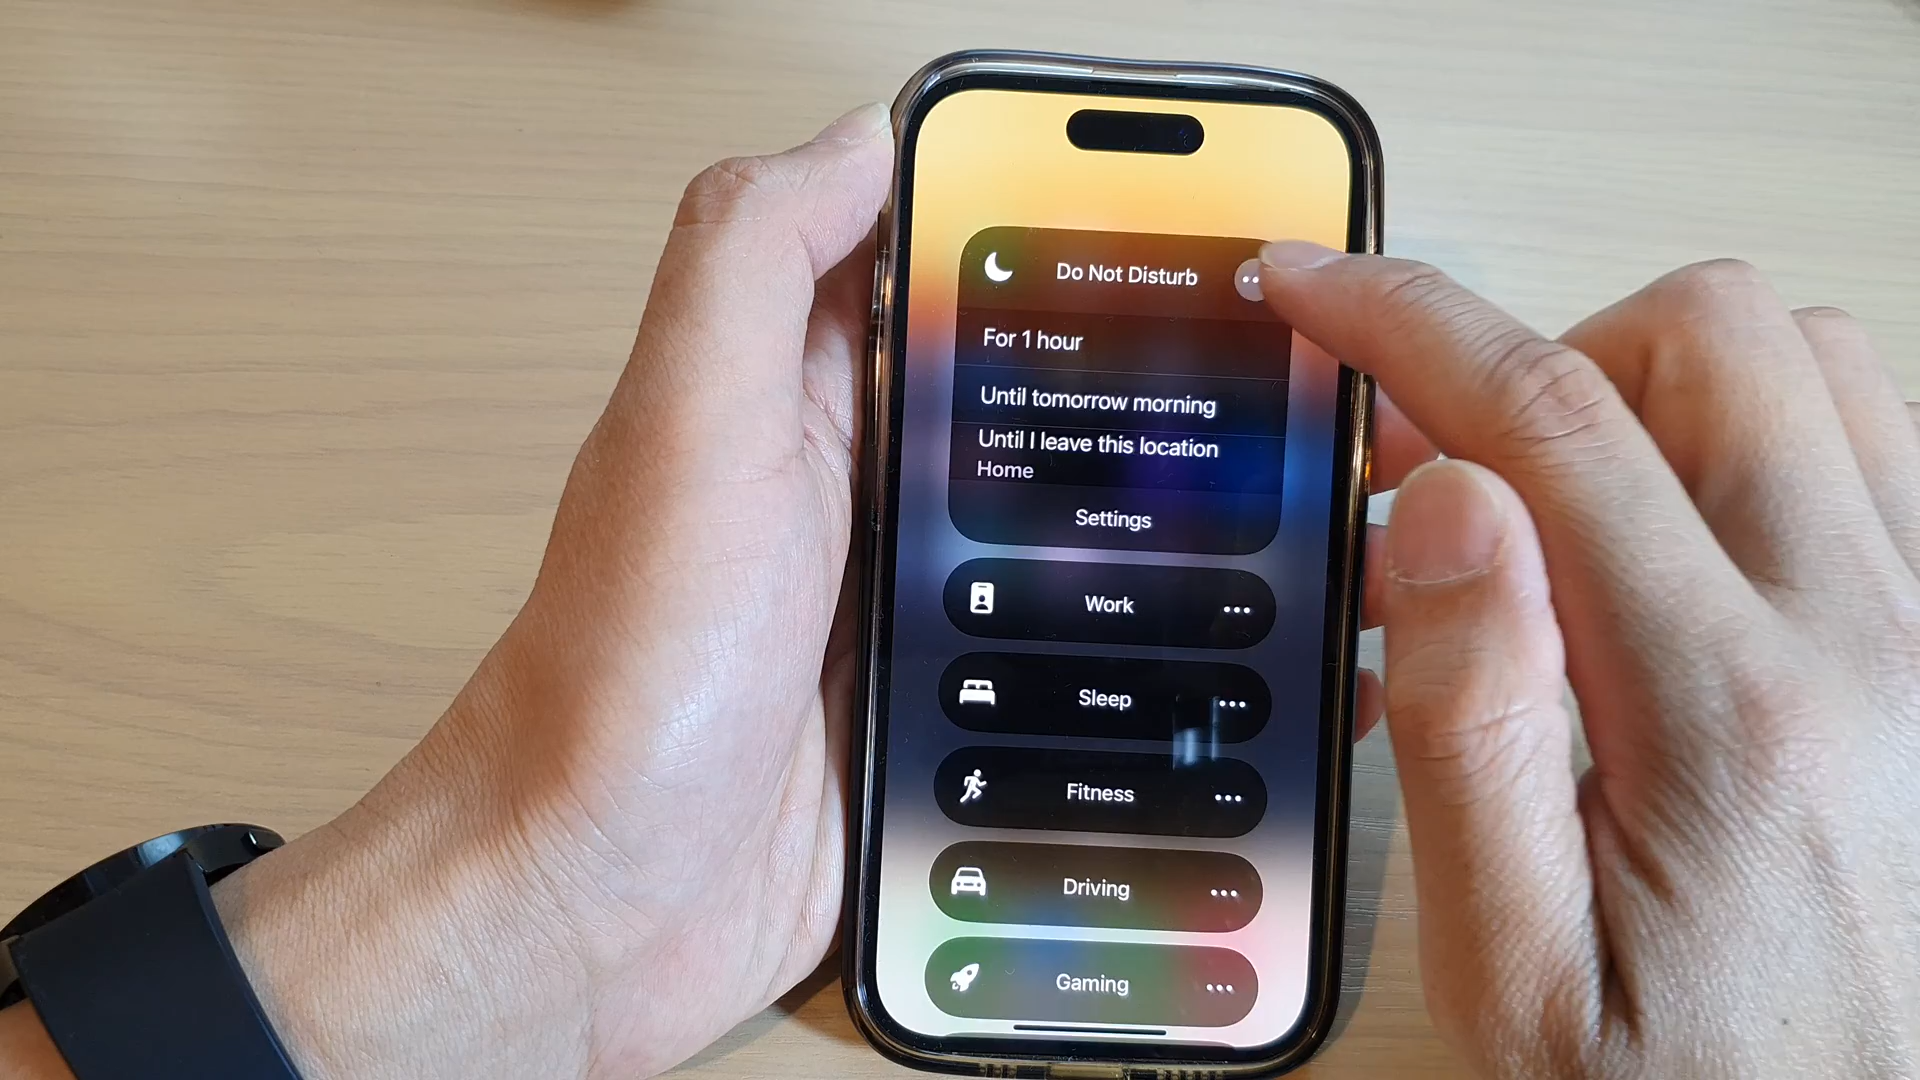 Do Not Disturb
For 1 hour
Until tomorrow morning
Until I leave this location
Home
Settings
Work
Sleep
Fitness
Driving
Gaming